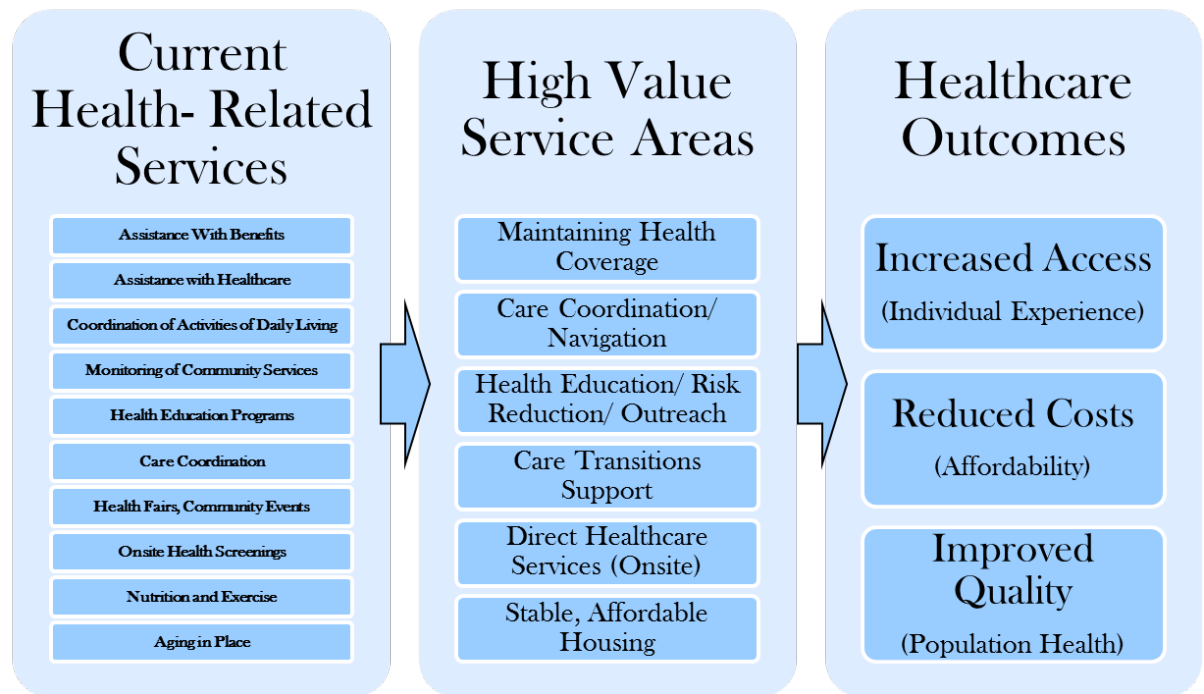 Current
Health- Related
Services
Assistance With Benefits
Assistance with Healthcare
Coordination of Activities of Daily Living
Monitoring of Community Services
Health Education Programs
Care Coordination
Health Fairs, Community Events
Onsite Health Screenings
Nutrition and Exercise
Aging in Place
High Value
Service Areas
Maintaining Health
Coverage
Care Coordination/
Navigation
Health Education/ Risk
Reduction/ Outreach
Care Transitions
Support
Direct Healthcare
Services (Onsite)
Stable, Affordable
Housing
Healthcare
Outcomes
Increased Access
(Individual Experience)
Reduced Costs
(Affordability)
Improved
Quality
(Population Health)